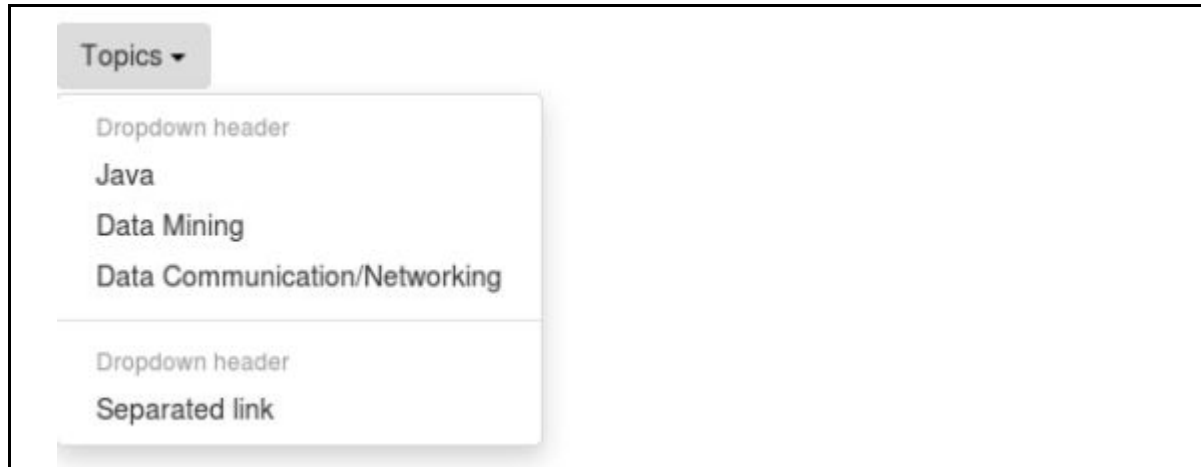 Topics
Dropdown header
Java
Data Mining
Data Communication/Networking
Dropdown header
Separated link